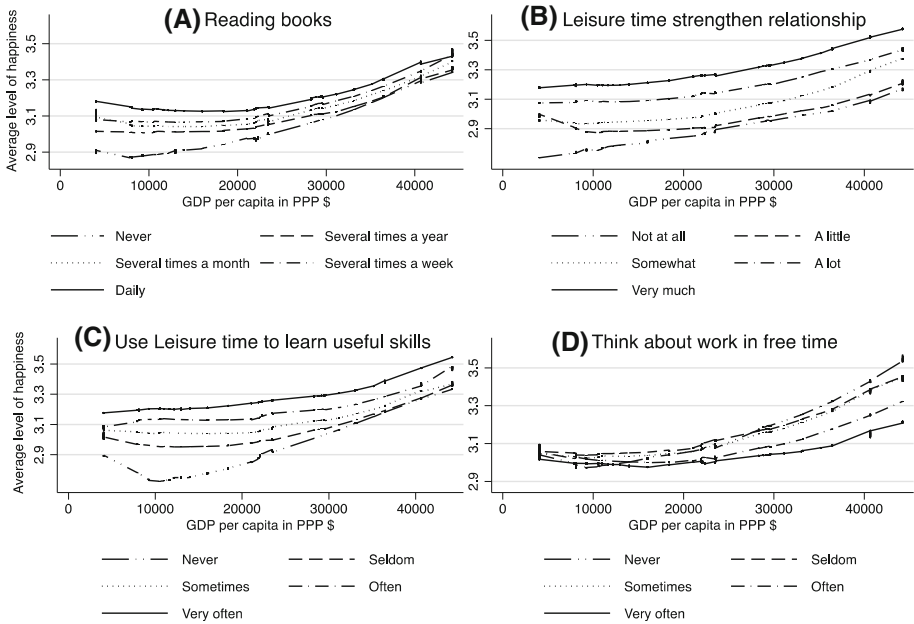 (A) Reading books
Average level of happiness
3.5
3.3
3.1
2.9
0 10000 20000 30000 40000
GDP per capita in PPP $
Never
Several times a year
Several times a month
Several times a week
Daily
(B) Leisure time strengthen relationship
3.5
3.3
3.1
2.9
0 10000 20000 30000 40000
GDP per capita in PPP $
Not at all
A little
Somewhat
A lot
Very much
(C) Use Leisure time to learn useful skills
Average level of happiness
3.5
3.3
3.1
2.9
0 10000 20000 30000 40000
GDP per capita in PPP $
Never
Seldom
Sometimes
Often
Very often
(D) Think about work in free time
3.5
3.3
3.1
2.9
0 10000 20000 30000 40000
GDP per capita in PPP $
Never
Seldom
Sometimes
Often
Very often